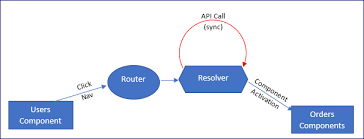 API Call
(sync)
Click
Nav
Router
Resolver
Component
Activation
Users
Component
Orders
Components